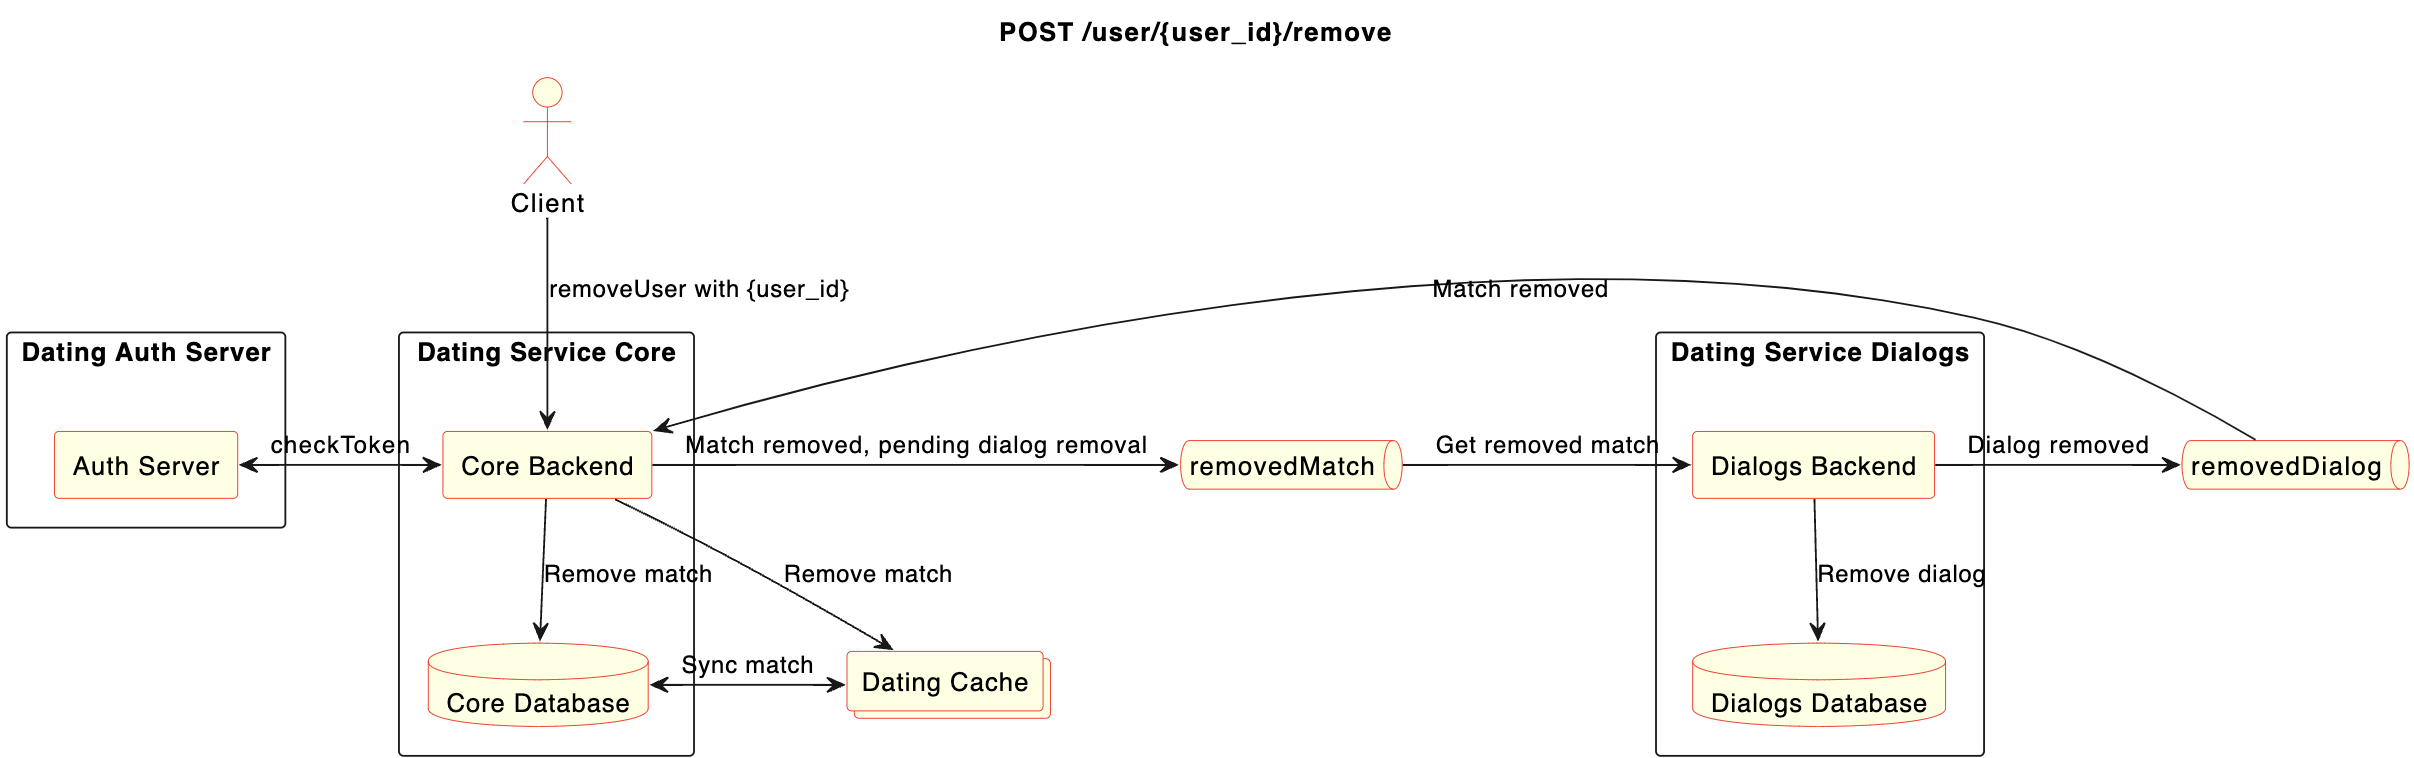 POST /user/{user_id}/remove
Client
removeUser with {user_id}
Match removed
Dating Auth Server
Dating Service Core
Dating Service Dialogs
checkToken
Match removed, pending dialog removal
Get removed match
Dialog removed
Auth Server
Core Backend
removedMatch
Dialogs Backend
removedDialog
Remove match
Remove match
Remove dialog
Sync match
Dating Cache
Core Database
Dialogs Database